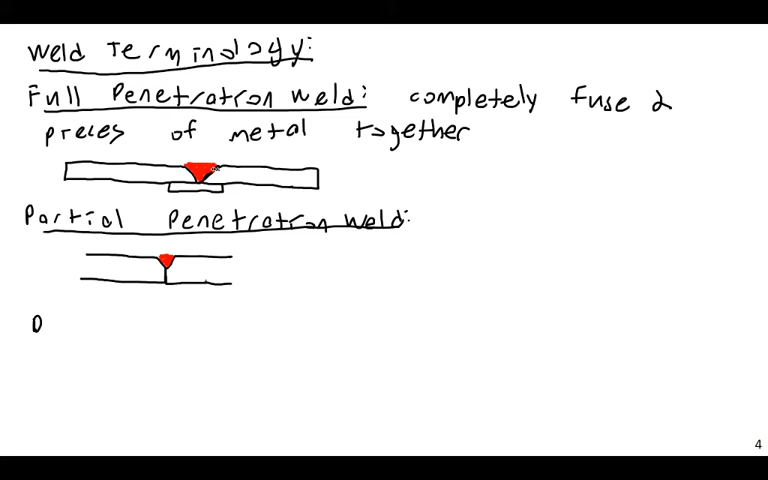 Weld Terminology:
Full Penetration Weld: completely fuse 2
pieces of metal together
Partial Penetration Weld:
D
4